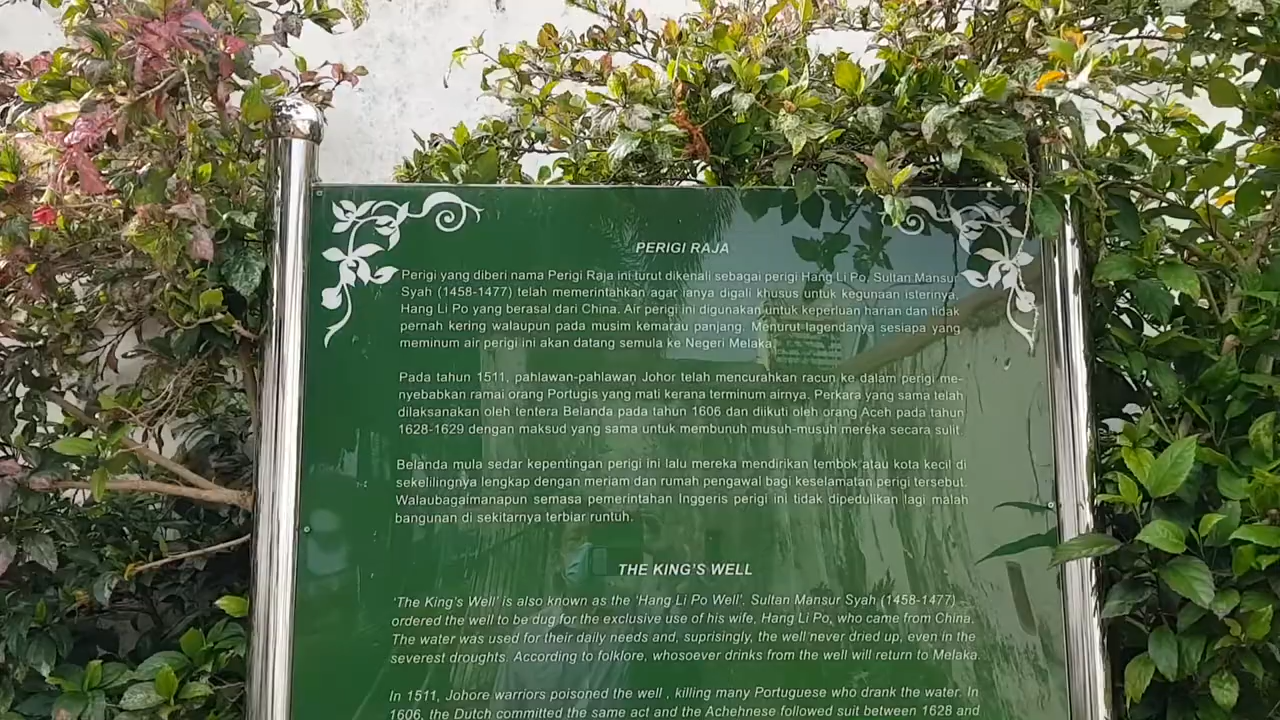 PERIGI RAJA
Perigi yang diberi nama Perigi Raja ini turut dikenali sebagai perigi Hang Li Po. Sultan Mansur
Syah (1458-1477) telah memerintahkan agar ianya digali khusus untuk kegunaan isterinya,
Hang Li Po yang berasal dari China. Air perigi ini digunakan untuk keperluan harian dan tidak
pernah kering walaupun pada musim kemarau panjang. Menurut lagendanya sesiapa yang
meminum air perigi ini akan datang semula ke Negeri Melaka.
Pada tahun 1511, pahlawan-pahlawan Johor telah mencurahkan racun ke dalam perigi me-
nyebabkan ramai orang Portugis yang mati kerana terminum airnya. Perkara yang sama telah
dilaksanakan oleh tentera Belanda pada tahun 1606 dan diikuti oleh orang Aceh pada tahun
1628-1629 dengan maksud yang sama untuk membunuh musuh-musuh mereka secara sulit.
Belanda mula sedar kepentingan perigi ini lalu mereka mendirikan tembok atau kota kecil di
sekelilingnya lengkap dengan meriam dan rumah pengawal bagi keselamatan perigi tersebut.
Walaubagaimanapun semasa pemerintahan Inggeris perigi ini tidak dipedulikan lagi malah
bangunan di sekitarnya terbiar runtuh.
THE KING'S WELL
'The King's Well' is also known as the 'Hang Li Po Well'. Sultan Mansur Syah (1458-1477)
ordered the well to be dug for the exclusive use of his wife, Hang Li Po, who came from China.
The water was used for their daily needs and, suprisingly, the well never dried up, even in the
severest droughts. According to folklore, whosoever drinks from the well will return to Melaka.
In 1511, Johore warriors poisoned the well , killing many Portuguese who drank the water. In
1606, the Dutch committed the same act and the Achehnese followed suit between 1628 and